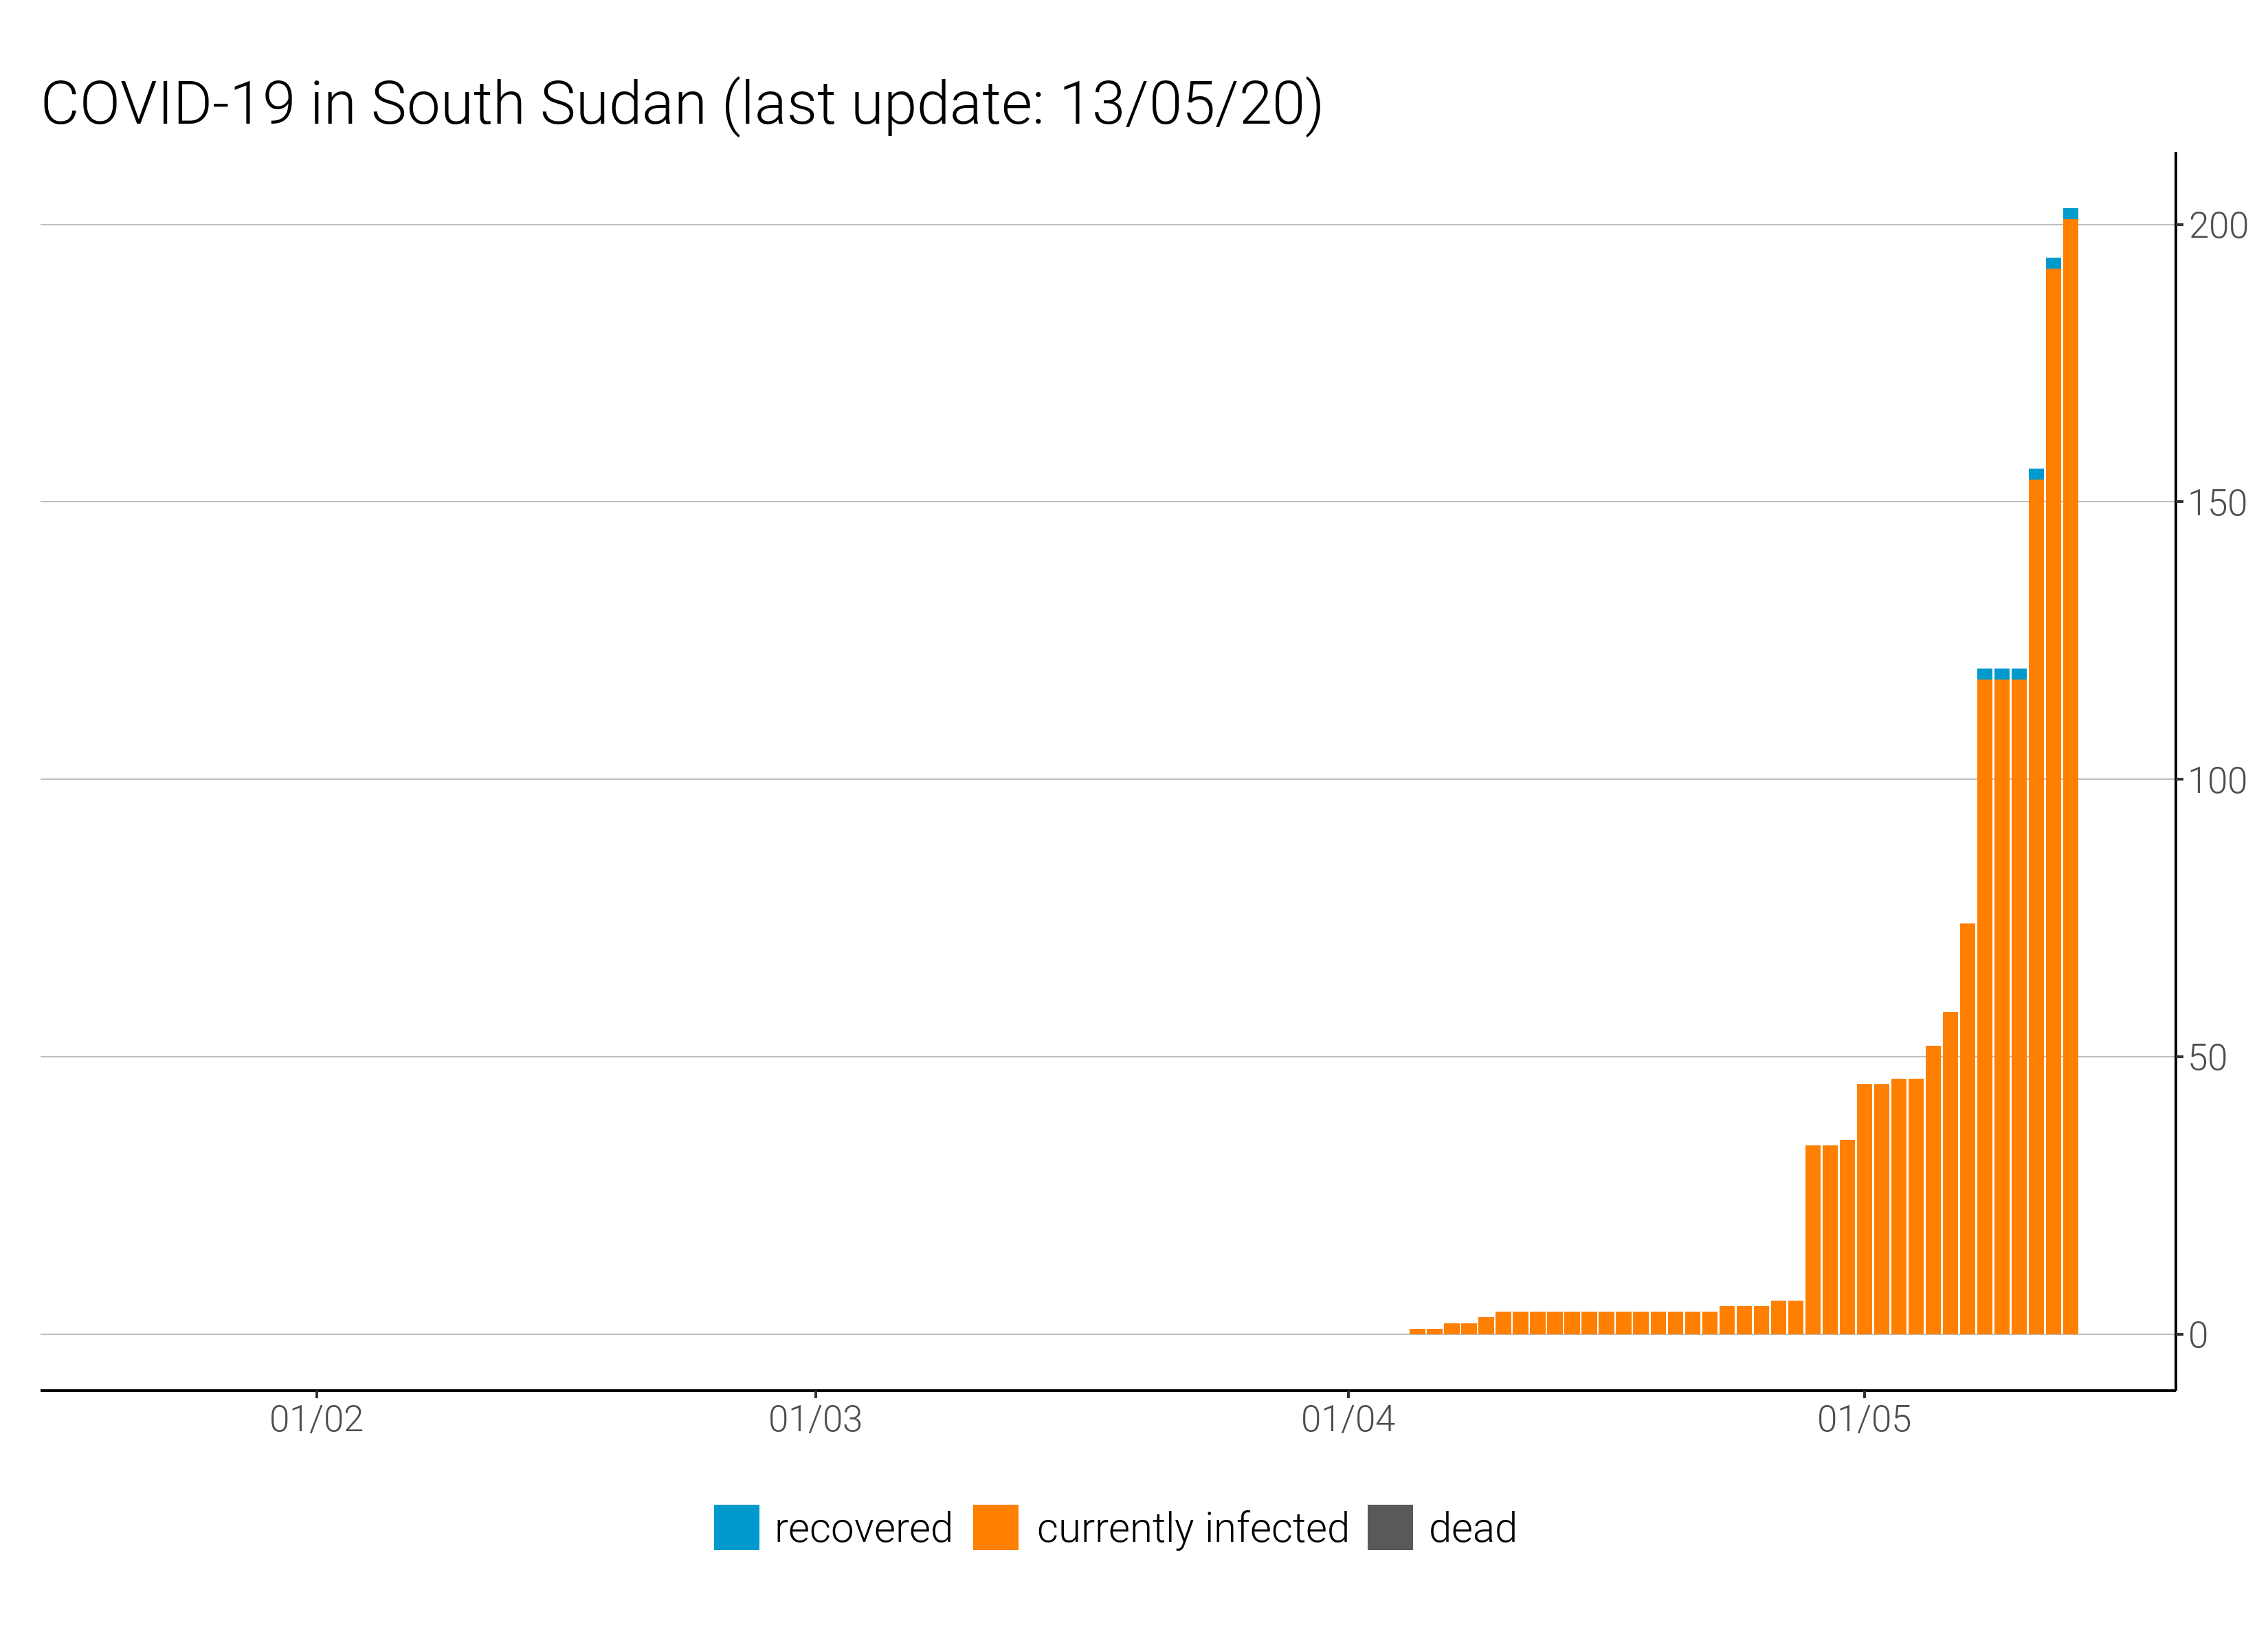 COVID-19 in South Sudan (last update: 13/05/20)
200
150
100
50
0
01/02 01/03 01/04 01/05
recovered currently infected dead